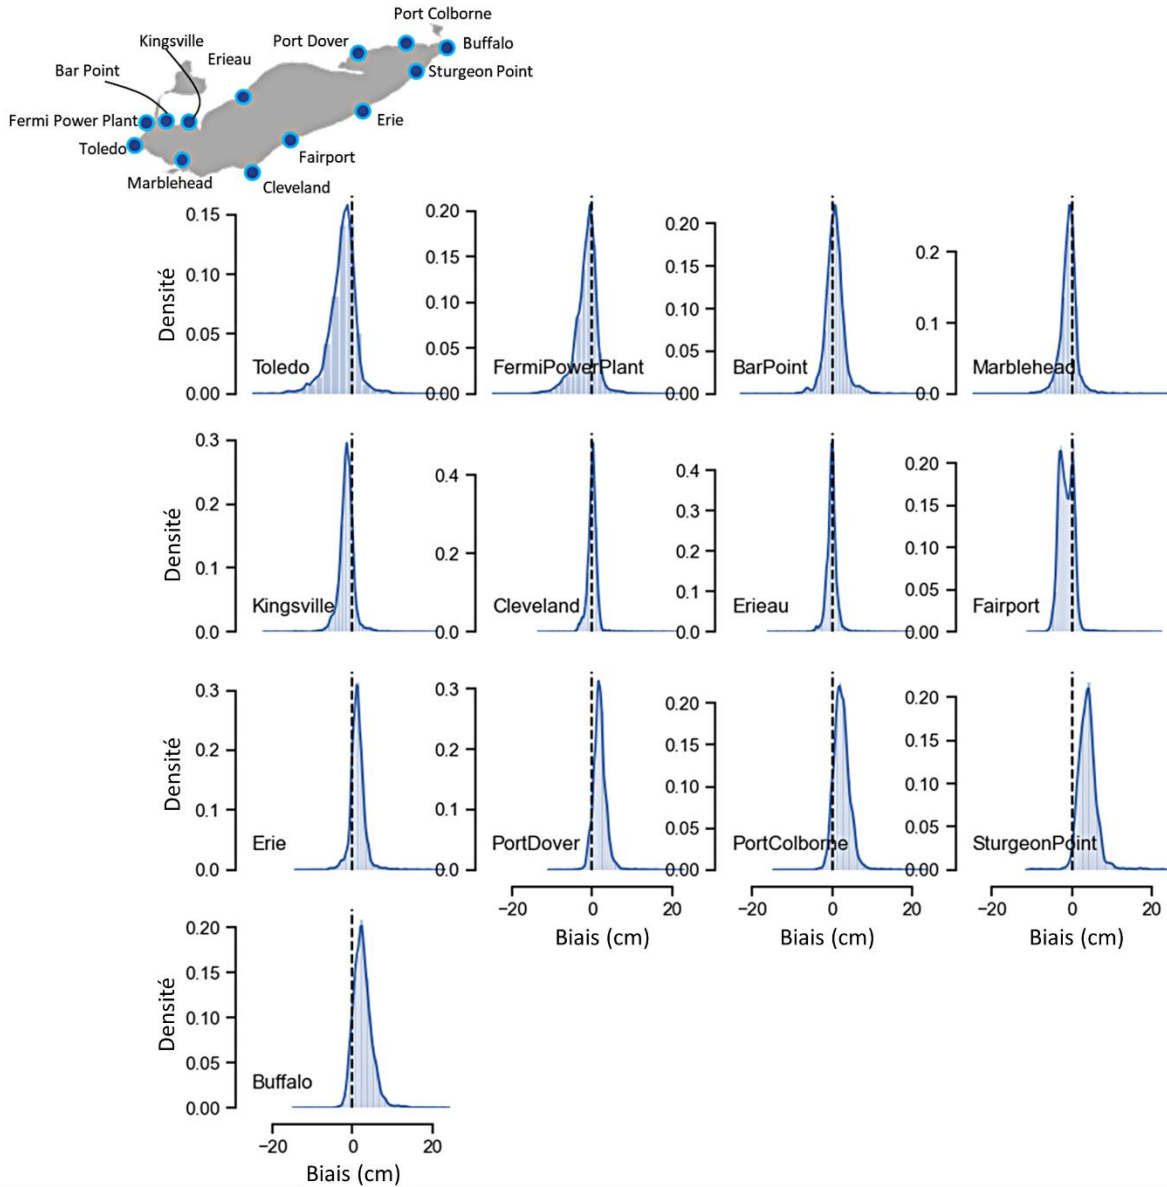 Port Colborne
Kingsville
Port Dover
Buffalo
Erieau
Bar Point
Sturgeon Point
Fermi Power Plant
Erie
Toledo
Fairport
Marblehead
Cleveland
0.15
0.10
0.05
0.00
Densité
Toledo
0.20
0.15
0.10
0.05
0.00
FermiPowerPlant
0.20
0.15
0.10
0.05
0.00
BarPoint
0.2
0.1
0.0
Marblehead
0.3
0.2
0.1
0.0
Densité
Kingsville
0.4
0.2
0.0
Cleveland
0.4
0.3
0.2
0.1
0.0
Erieau
0.20
0.15
0.10
0.05
0.00
Fairport
0.3
0.2
0.1
0.0
Densité
Erie
0.3
0.2
0.1
0.0
PortDover
−20 0 20
Biais (cm)
0.20
0.15
0.10
0.05
0.00
PortColborne
−20 0 20
Biais (cm)
0.20
0.15
0.10
0.05
0.00
SturgeonPoint
−20 0 20
Biais (cm)
0.20
0.15
0.10
0.05
0.00
Densité
Buffalo
−20 0 20
Biais (cm)